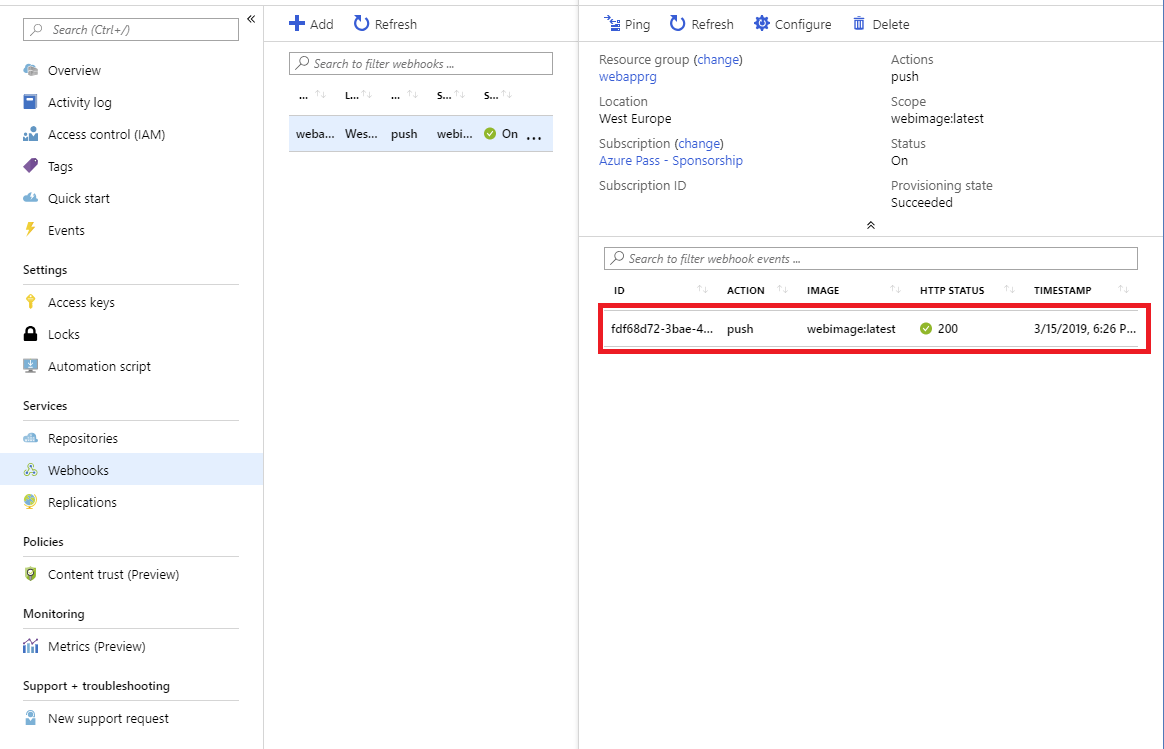 Search (Ctrl+/)
«
Overview
Activity log
Access control (IAM)
Tags
Quick start
Events
Settings
Access keys
Locks
Automation script
Services
Repositories
Webhooks
Replications
Policies
Content trust (Preview)
Monitoring
Metrics (Preview)
Support + troubleshooting
New support request
Add Refresh
Search to filter webhooks ...
... L... ... S... S...
weba... Wes... push webi... On ...
Ping Refresh Configure Delete
Resource group (change)
webapprg
Location
West Europe
Subscription (change)
Azure Pass - Sponsorship
Subscription ID
Actions
push
Scope
webimage:latest
Status
On
Provisioning state
Succeeded
Search to filter webhook events ...
ID ACTION IMAGE HTTP STATUS TIMESTAMP
fdf68d72-3bae-4... push webimage:latest 200 3/15/2019, 6:26 P...